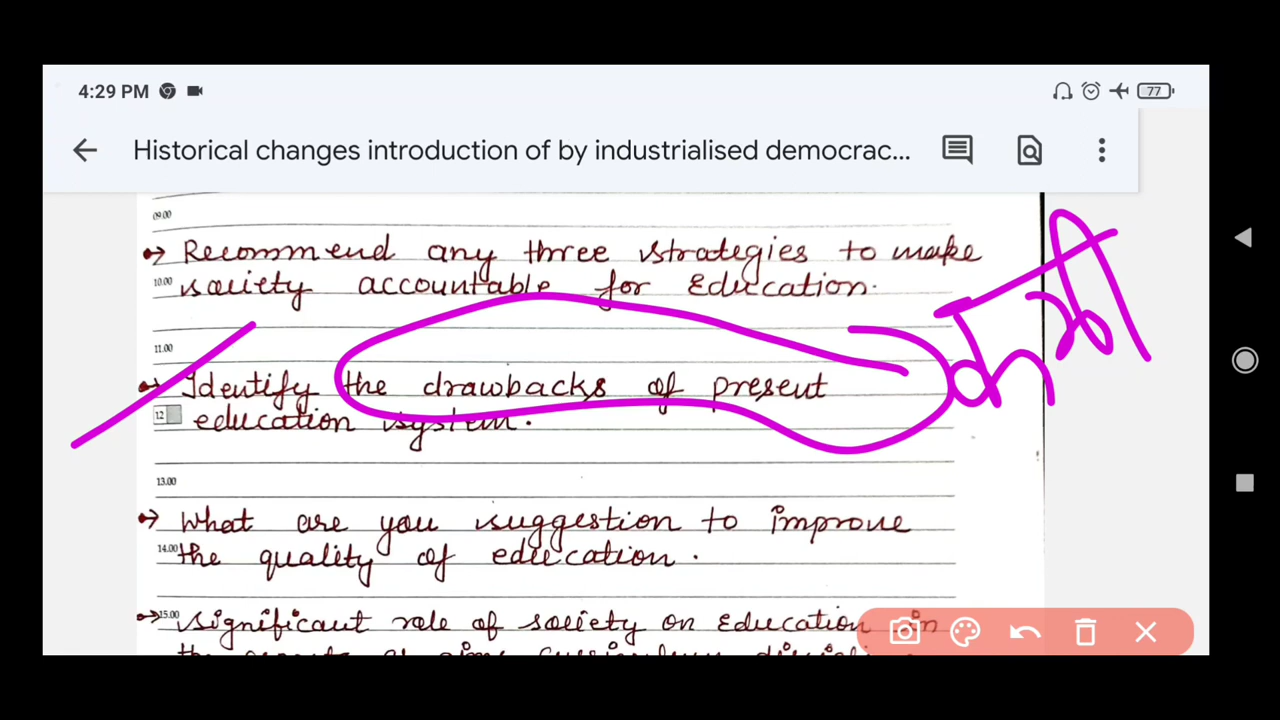 4:29 PM
77
Historical changes introduction of by industrialised democrac...
09.00
Recommend any three strategies to make
10.00 society accountable for Education.
11.00
Identify the drawbacks of present
12 education system.
13.00
What are you suggestion to improve
14.00 the quality of education.
15.00 significant role of society on Education in